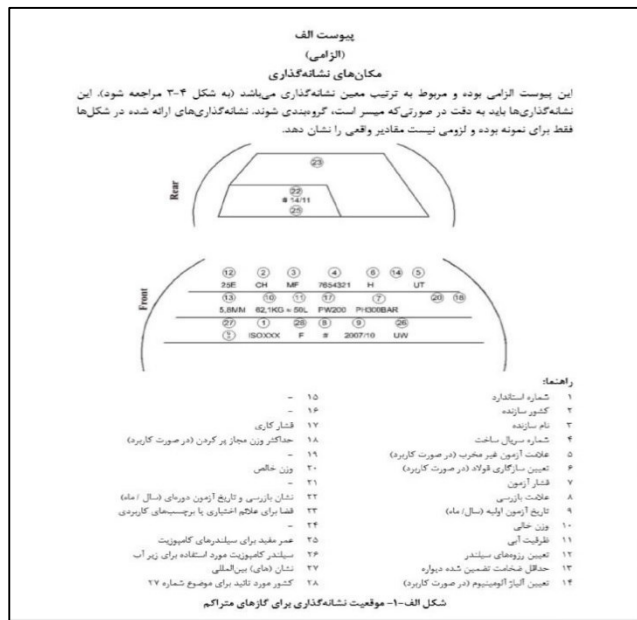 پیوست الف
(الزامی)
مکان‌های نشانه‌گذاری
این پیوست الزامی بوده و مربوط به ترتیب معین نشانه‌گذاری می‌باشد (به شکل ۴-۳ مراجعه شود). این
نشانه‌گذاری‌ها باید به دقت در صورتی‌که میسر است، گروه‌بندی شوند. نشانه‌گذاری‌های ارائه شده در شکل‌ها
فقط برای نمونه بوده و لزومی نیست مقادیر واقعی را نشان دهد.
Rear
23
22
# 14/11
25
Front
12 2 3 4 6 14 5
25E CH MF 7654321 H UT
13 10 11 17 7 20 18
5,8MM 62,1KG = 50L PW200 PH300BAR
27 1 28 8 9 26
ISOXXX F # 2007/10 UW
راهنما:
۱ شماره استاندارد ۱۵ –
۲ کشور سازنده ۱۶ –
۳ نام سازنده ۱۷ فشار کاری
۴ شماره سریال ساخت ۱۸ حداکثر وزن مجاز پر کردن (در صورت کاربرد)
۵ علامت آزمون غیر مخرب (در صورت کاربرد) ۱۹ –
۶ تعیین سازگاری فولاد (در صورت کاربرد) ۲۰ وزن خالص
۷ فشار آزمون ۲۱ –
۸ علامت بازرسی ۲۲ نشان بازرسی و تاریخ آزمون دوره‌ای (سال / ماه)
۹ تاریخ آزمون اولیه (سال/ ماه) ۲۳ فضا برای علائم اختیاری یا برچسب‌های کاربردی
۱۰ وزن خالی ۲۴ –
۱۱ ظرفیت آبی ۲۵ عمر مفید برای سیلندرهای کامپوزیت
۱۲ تعیین رزوه‌های سیلندر ۲۶ سیلندر کامپوزیت مورد استفاده برای زیر آب
۱۳ حداقل ضخامت تضمین شده دیواره ۲۷ نشان (های) بین‌المللی
۱۴ تعیین آلیاژ آلومینیوم (در صورت کاربرد) ۲۸ کشور مورد تائید برای موضوع شماره ۲۷
شکل الف-۱- موقعیت نشانه‌گذاری برای گازهای متراکم